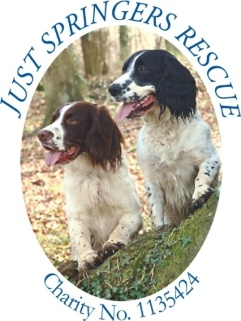 JUST SPRINGERS RESCUE
Charity No. 1135424